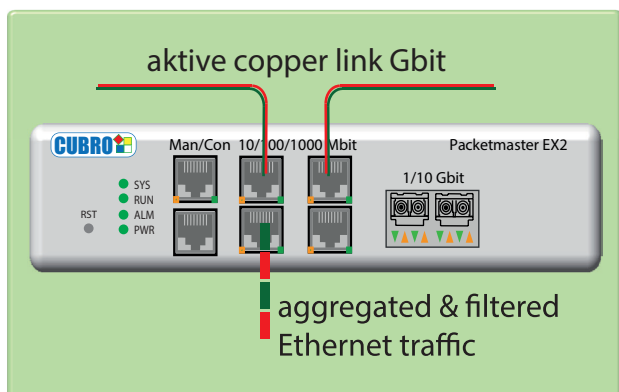 aktive copper link Gbit
CUBRO
Man/Con 10/100/1000 Mbit Packetmaster EX2
1/10 Gbit
SYS
RUN
RST ALM
PWR
aggregated & filtered
Ethernet traffic